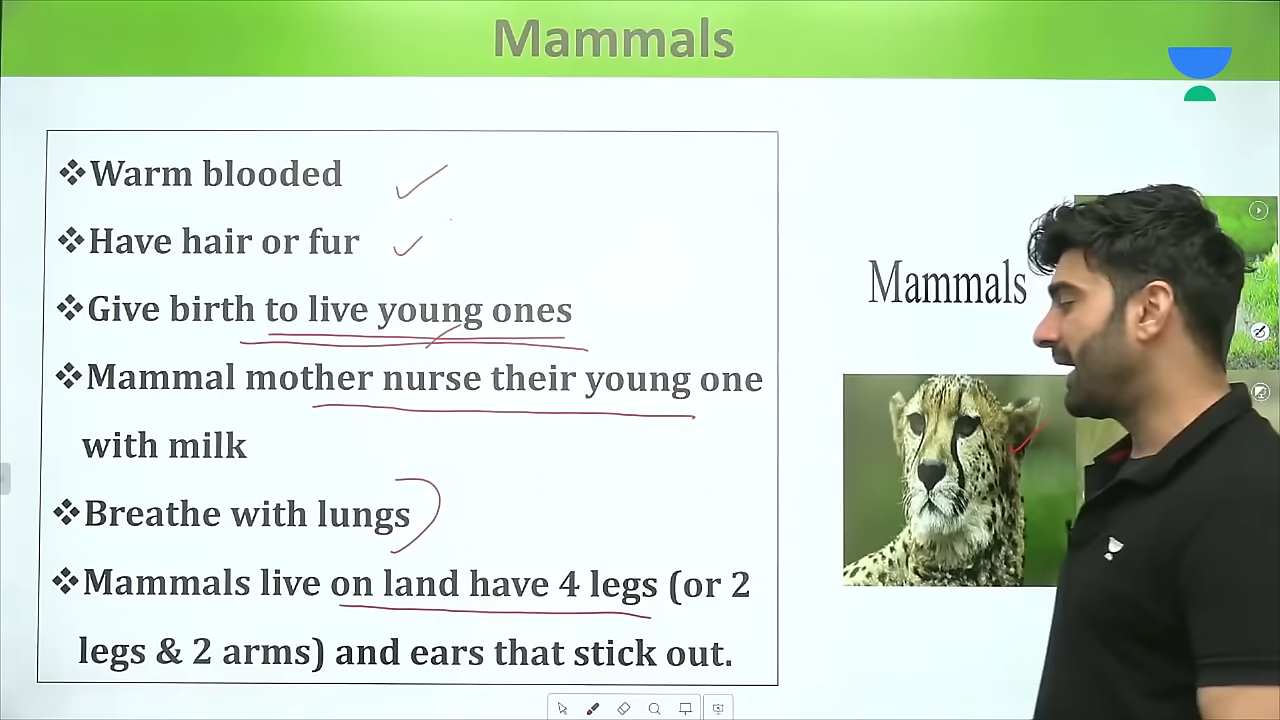 Mammals
❖Warm blooded
❖Have hair or fur
❖Give birth to live young ones
❖Mammal mother nurse their young one
with milk
❖Breathe with lungs
❖Mammals live on land have 4 legs (or 2
legs & 2 arms) and ears that stick out.
Mammals